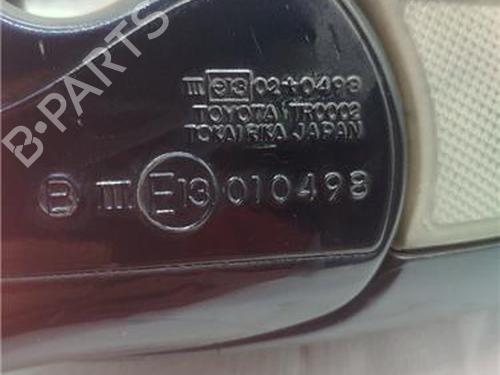 B-PARTS
III e13 02*0498
TOYOTA TR0002
TOKAI RIKA JAPAN
B III E13 010498